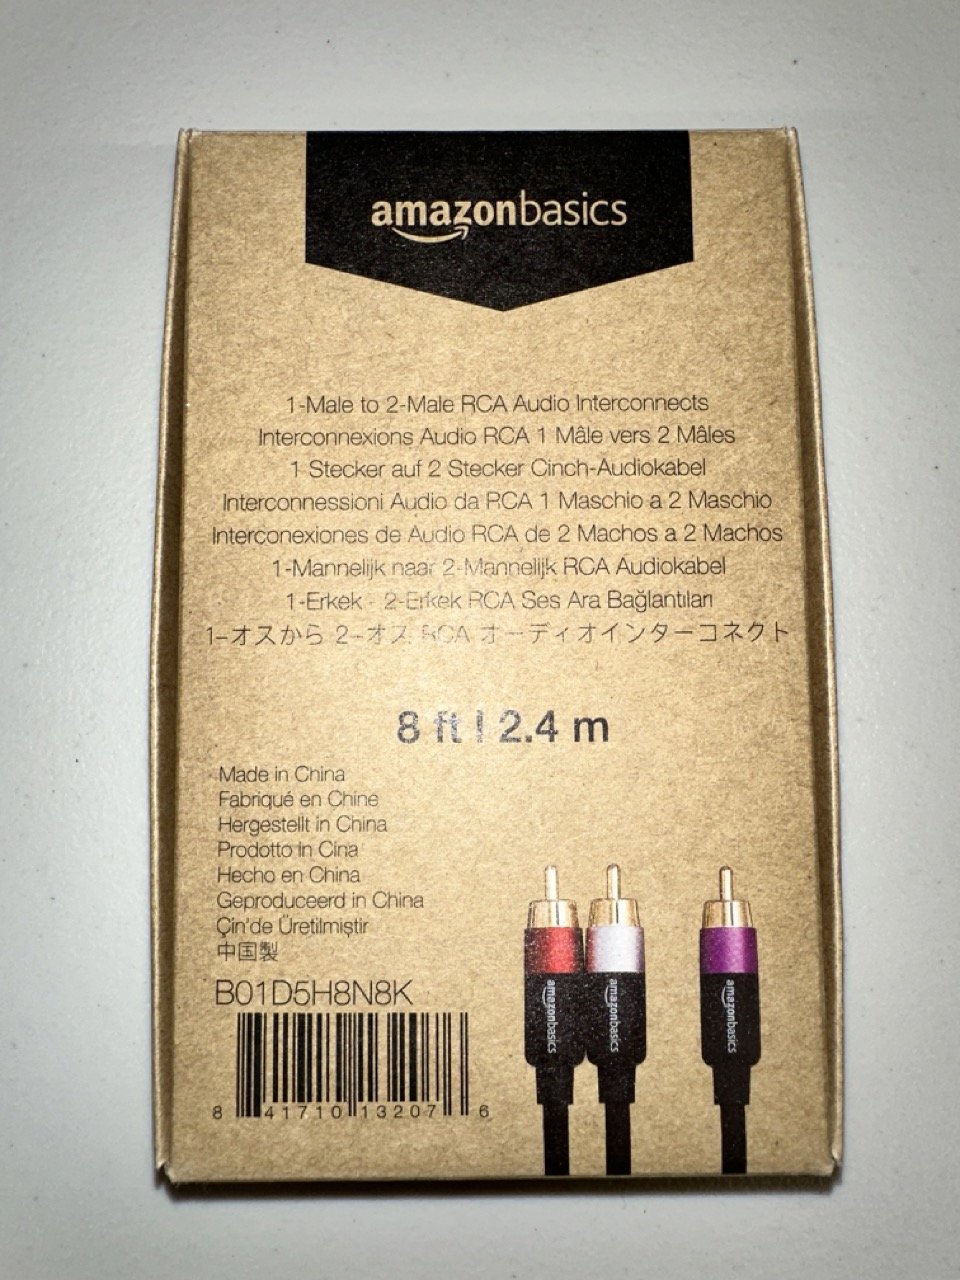 amazonbasics
1-Male to 2-Male RCA Audio Interconnects
Interconnexions Audio RCA 1 Mâle vers 2 Mâles
1 Stecker auf 2 Stecker Cinch-Audiokabel
Interconnessioni Audio da RCA 1 Maschio a 2 Maschio
Interconexiones de Audio RCA de 2 Machos a 2 Machos
1-Mannelijk naar 2-Mannelijk RCA Audiokabel
1-Erkek - 2-Erkek RCA Ses Ara Bağlantıları
1-オスから 2-オス RCA オーディオインターコネクト
8 ft | 2.4 m
Made in China
Fabriqué en Chine
Hergestellt in China
Prodotto in Cina
Hecho en China
Geproduceerd in China
Çin'de Üretilmiştir
中国製
B01D5H8N8K
8 41710 13207 6
amazonbasics
amazonbasics
amazonbasics